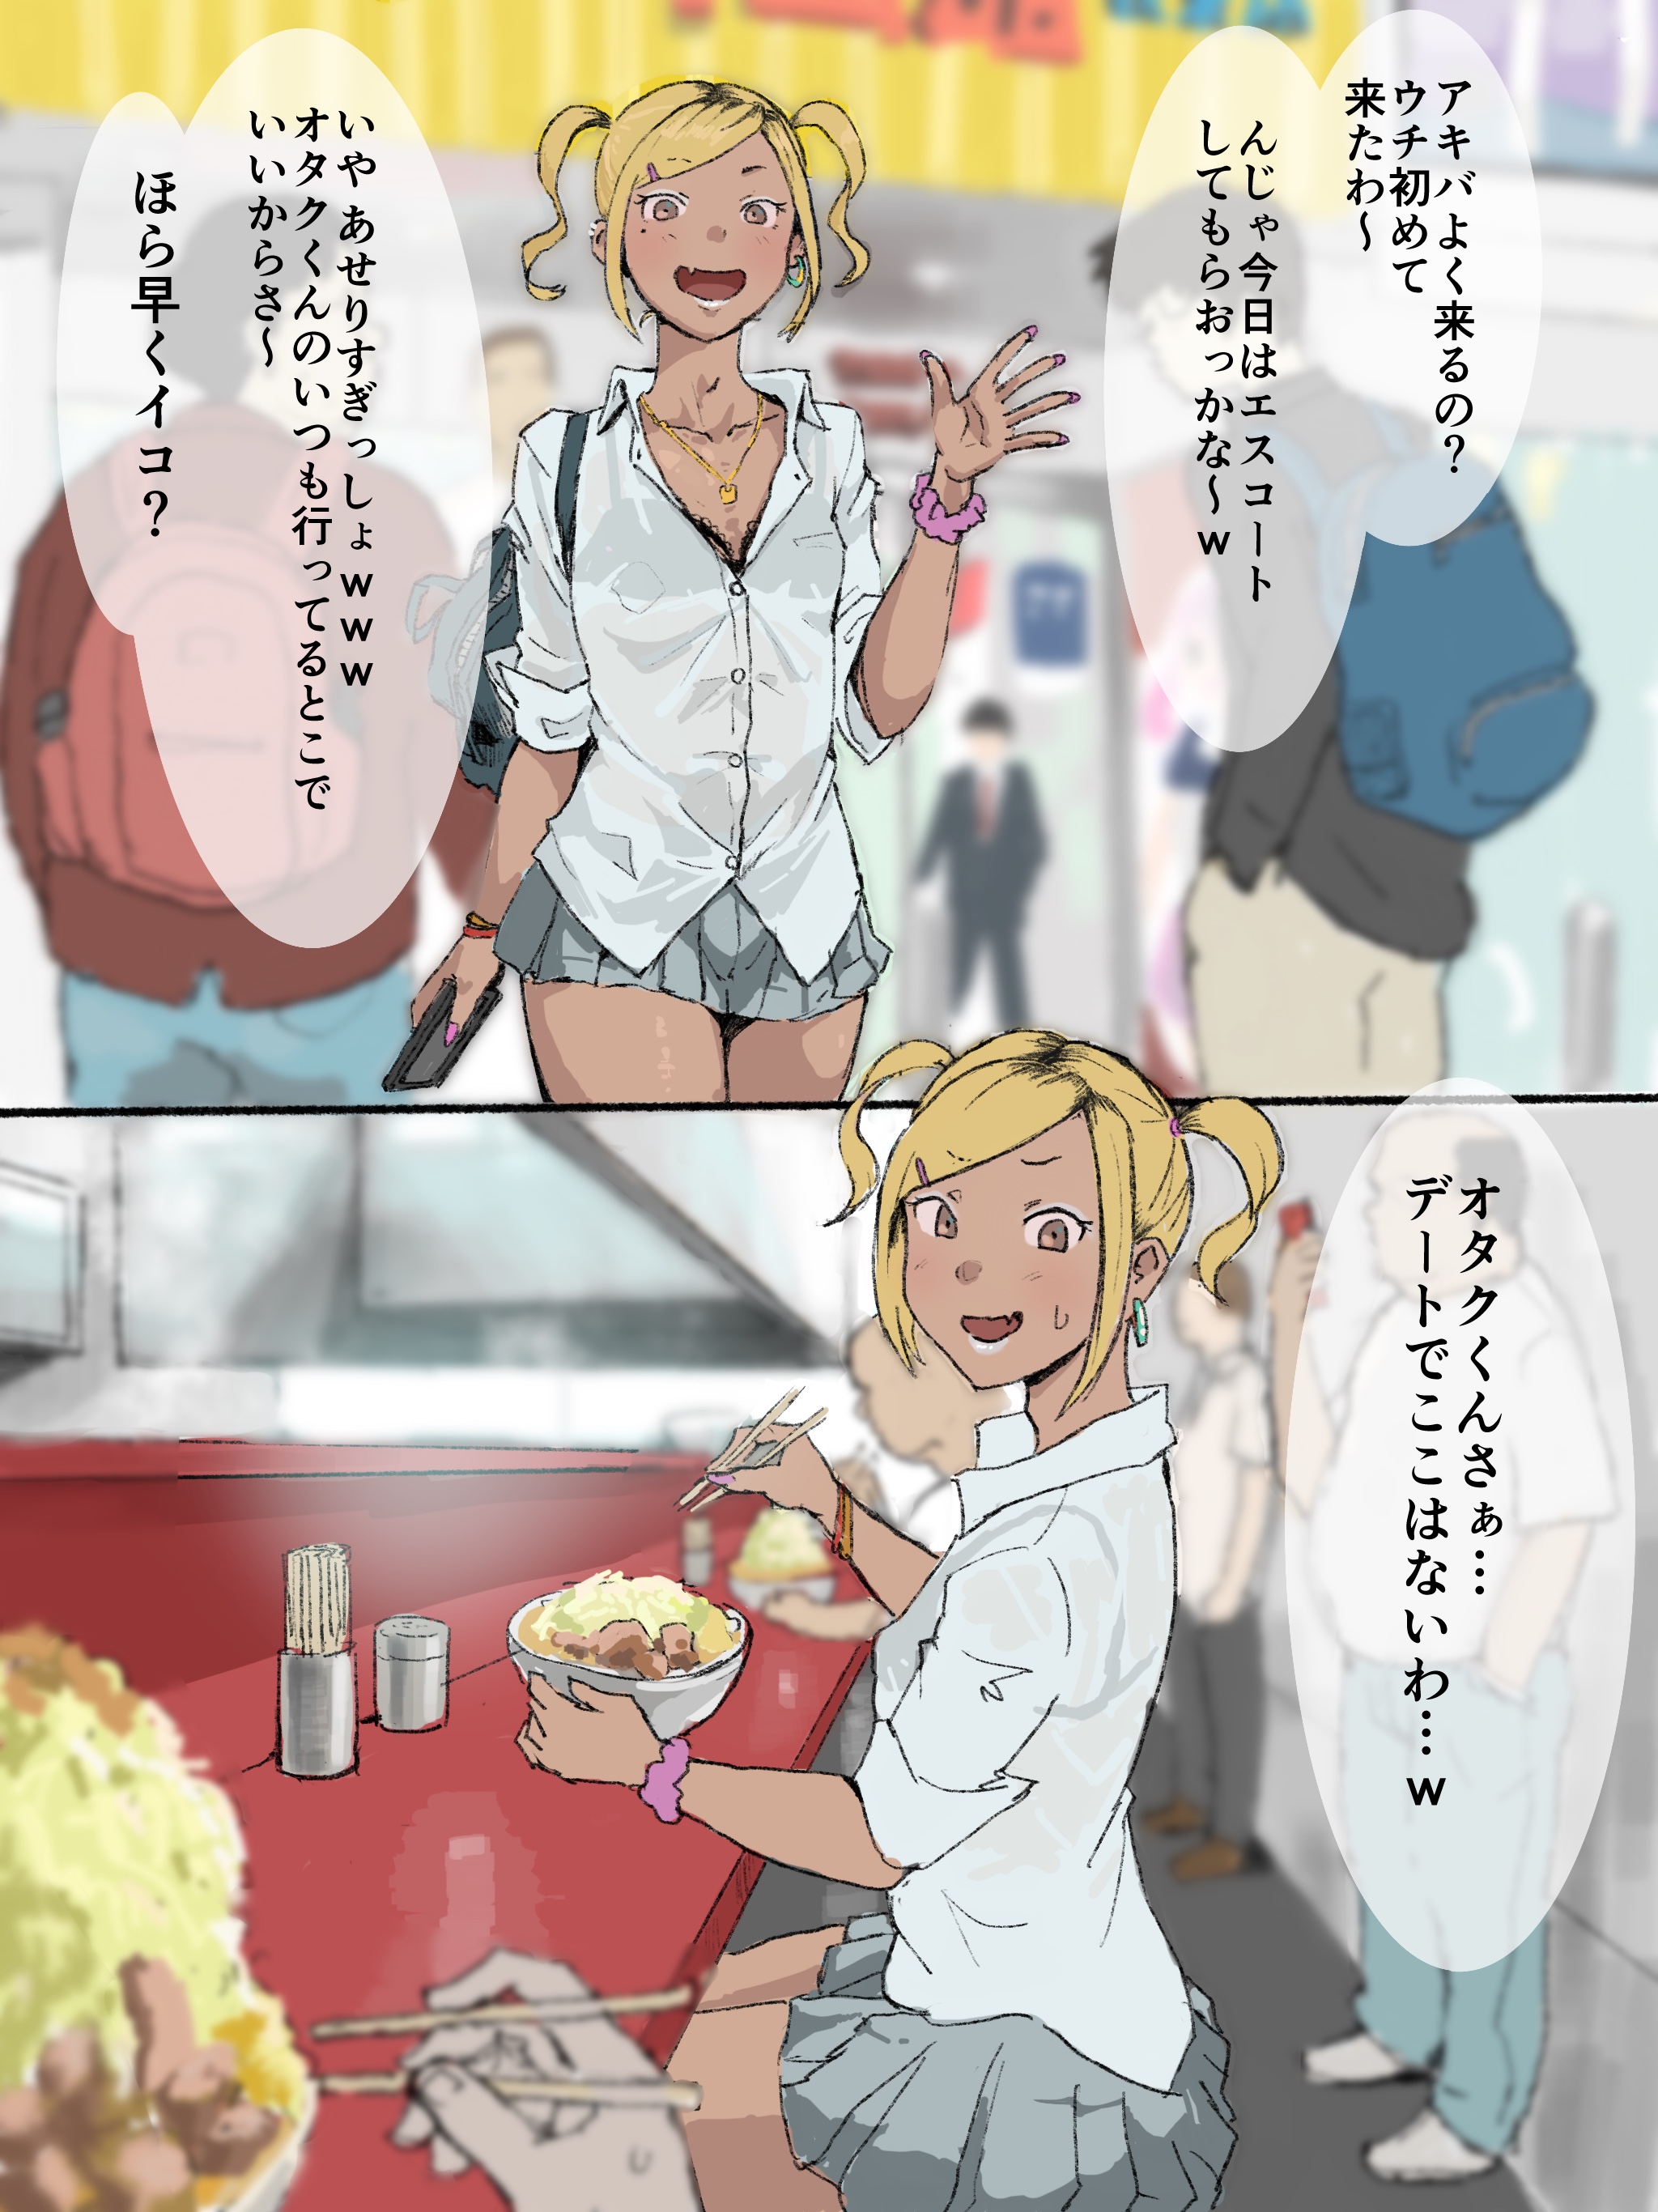 アキバよく来るの？
ウチ初めて
来たわ〜
んじゃ今日はエスコート
してもらおっかな〜w
いや あせりすぎっしょwww
オタクくんのいつも行ってるとこで
いいからさ〜
ほら早くイコ？
オタクくんさぁ…
デートでここはないわ…w